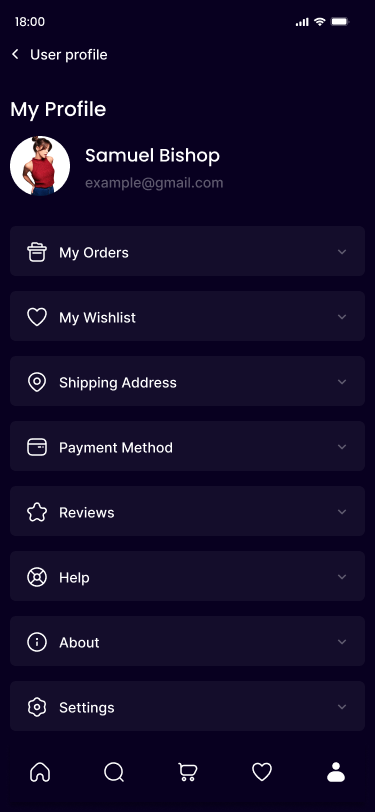 18:00
User profile
My Profile
Samuel Bishop
example@gmail.com
My Orders
My Wishlist
Shipping Address
Payment Method
Reviews
Help
About
Settings